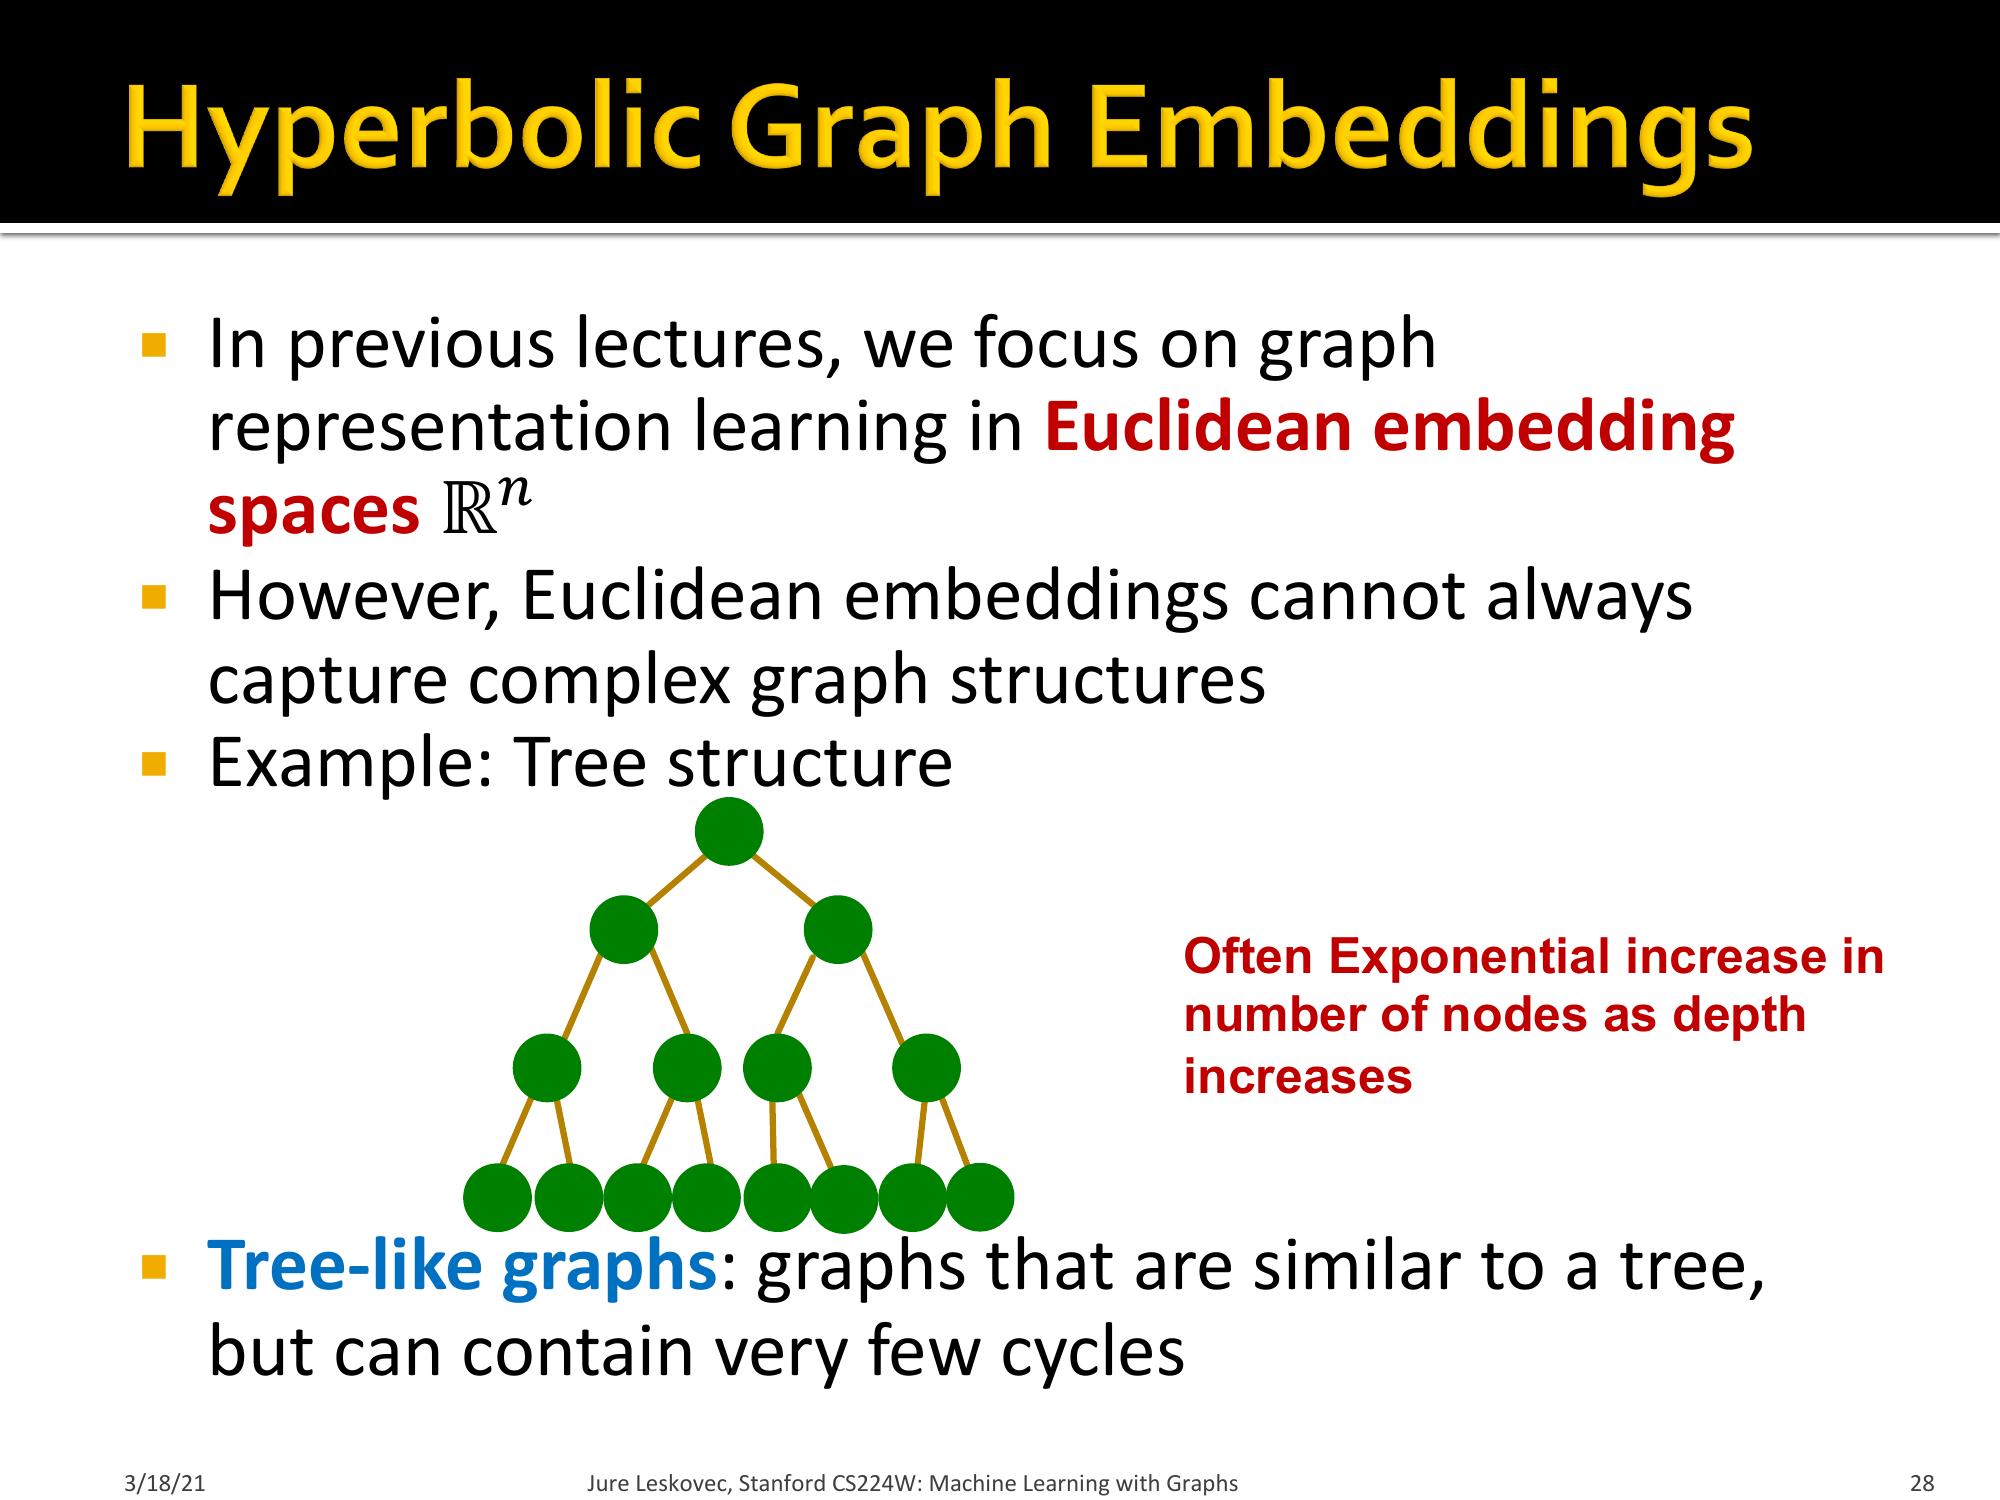 Hyperbolic Graph Embeddings
In previous lectures, we focus on graph
representation learning in Euclidean embedding
spaces ℝⁿ
However, Euclidean embeddings cannot always
capture complex graph structures
Example: Tree structure
Often Exponential increase in
number of nodes as depth
increases
Tree-like graphs: graphs that are similar to a tree,
but can contain very few cycles
3/18/21
Jure Leskovec, Stanford CS224W: Machine Learning with Graphs
28